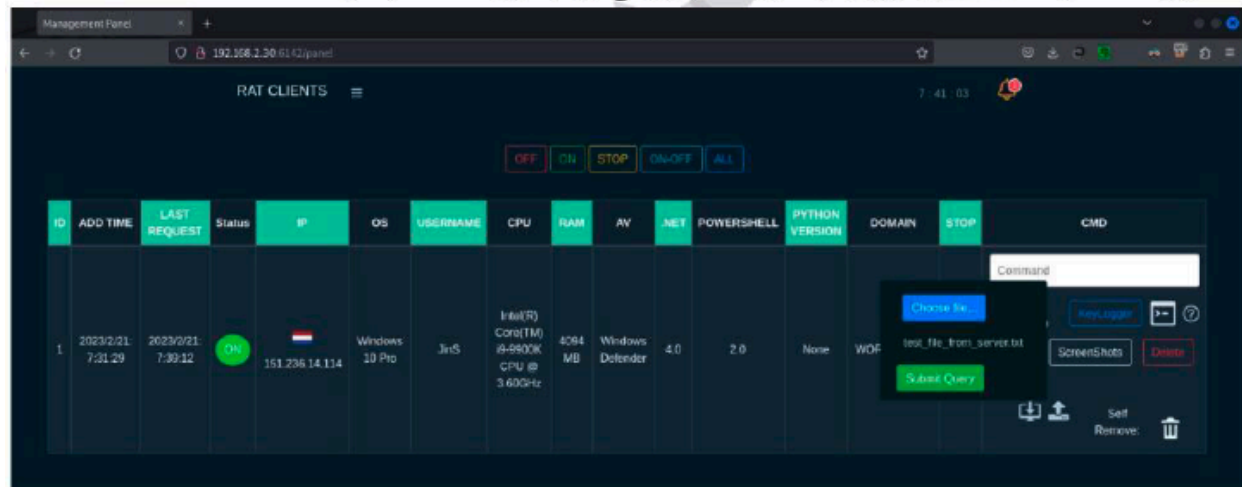 Management Panel
192.168.2.30:6142/panel
RAT CLIENTS
7 : 41 : 03
OFF ON STOP ON-OFF ALL
ID ADD TIME LAST REQUEST Status IP OS USERNAME CPU RAM AV .NET POWERSHELL PYTHON VERSION DOMAIN STOP CMD
Command
1
2023/2/21:
7:31:29
2023/2/21:
7:39:12
ON
151.236.14.114
Windows
10 Pro
JinS
Intel(R)
Core(TM)
i9-9900K
CPU @
3.60GHz
4094
MB
Windows
Defender
4.0
2.0
None
WOR
Choose file...
test_file_from_server.txt
Submit Query
KeyLogger
ScreenShots
Delete
Self
Remove: